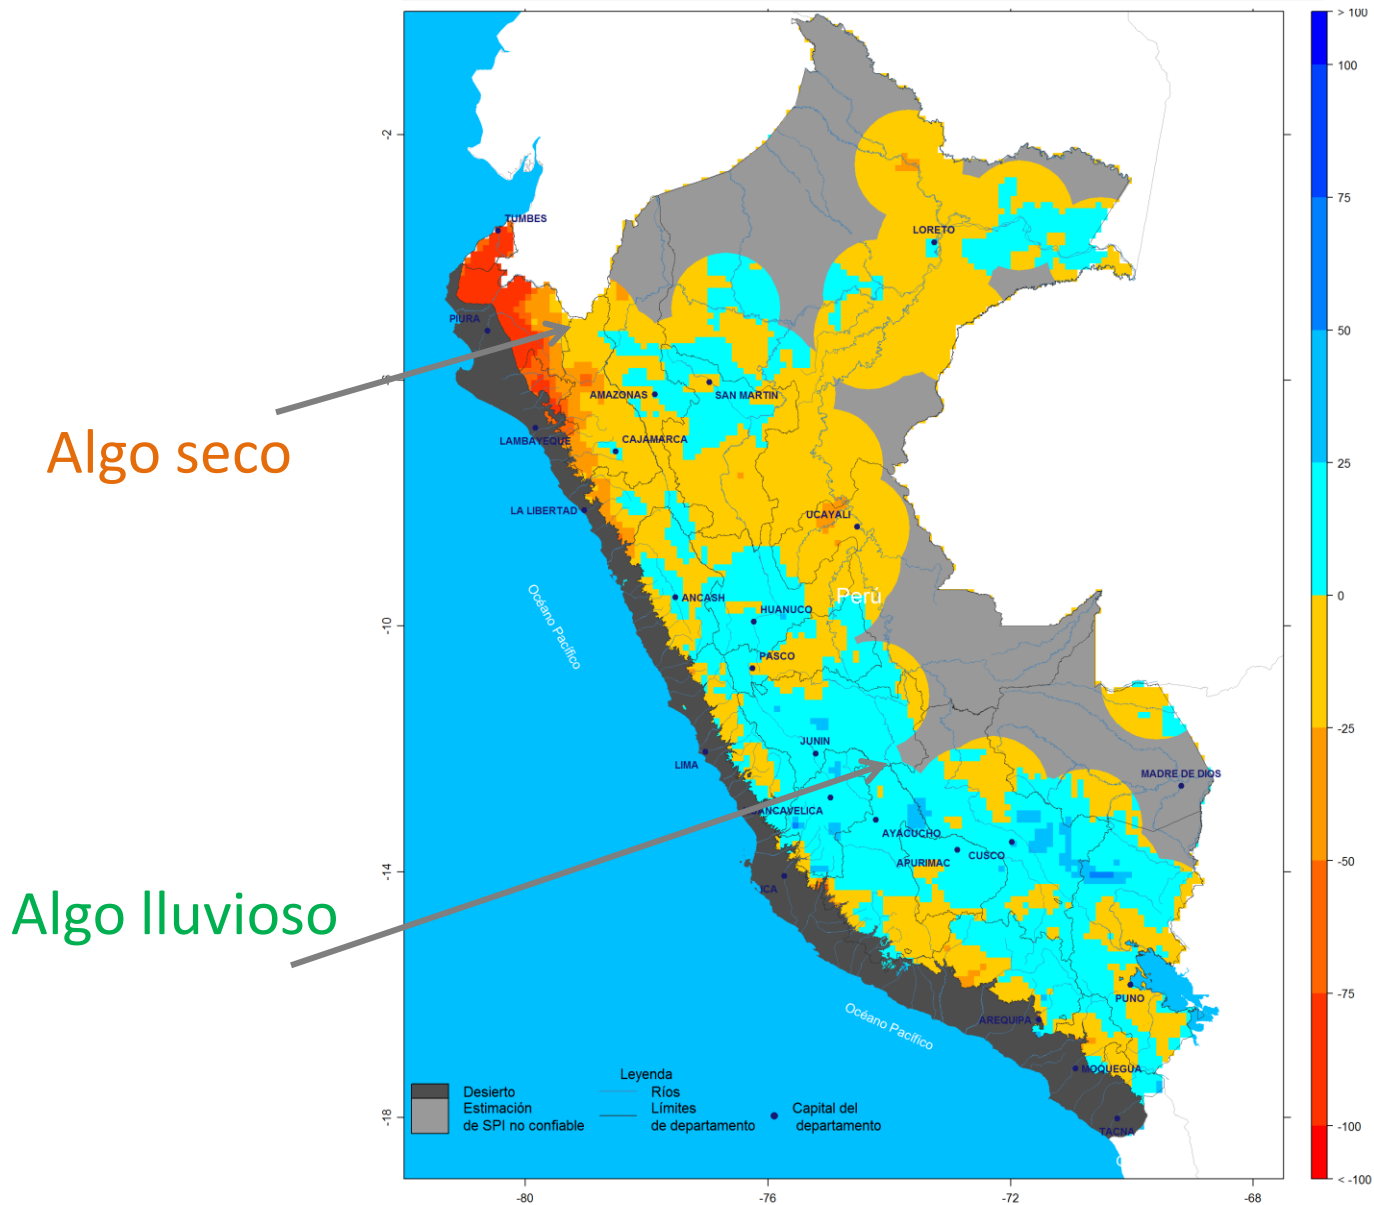 > 100
100
75
50
25
0
-25
-50
-75
-100
< -100
-2
-10
-14
-18
-80
-76
-72
-68
TUMBES
LORETO
PIURA
AMAZONAS
SAN MARTIN
LAMBAYEQUE
CAJAMARCA
LA LIBERTAD
UCAYALI
Algo seco
Perú
ANCASH
HUANUCO
Océano Pacífico
PASCO
JUNIN
LIMA
MADRE DE DIOS
AYACUCHO
APURIMAC
CUSCO
ICA
Algo lluvioso
PUNO
Océano Pacífico
AREQUIPA
MOQUEGUA
TACNA
Leyenda
Desierto
Estimación
de SPI no confiable
Ríos
Límites
de departamento
Capital del
departamento